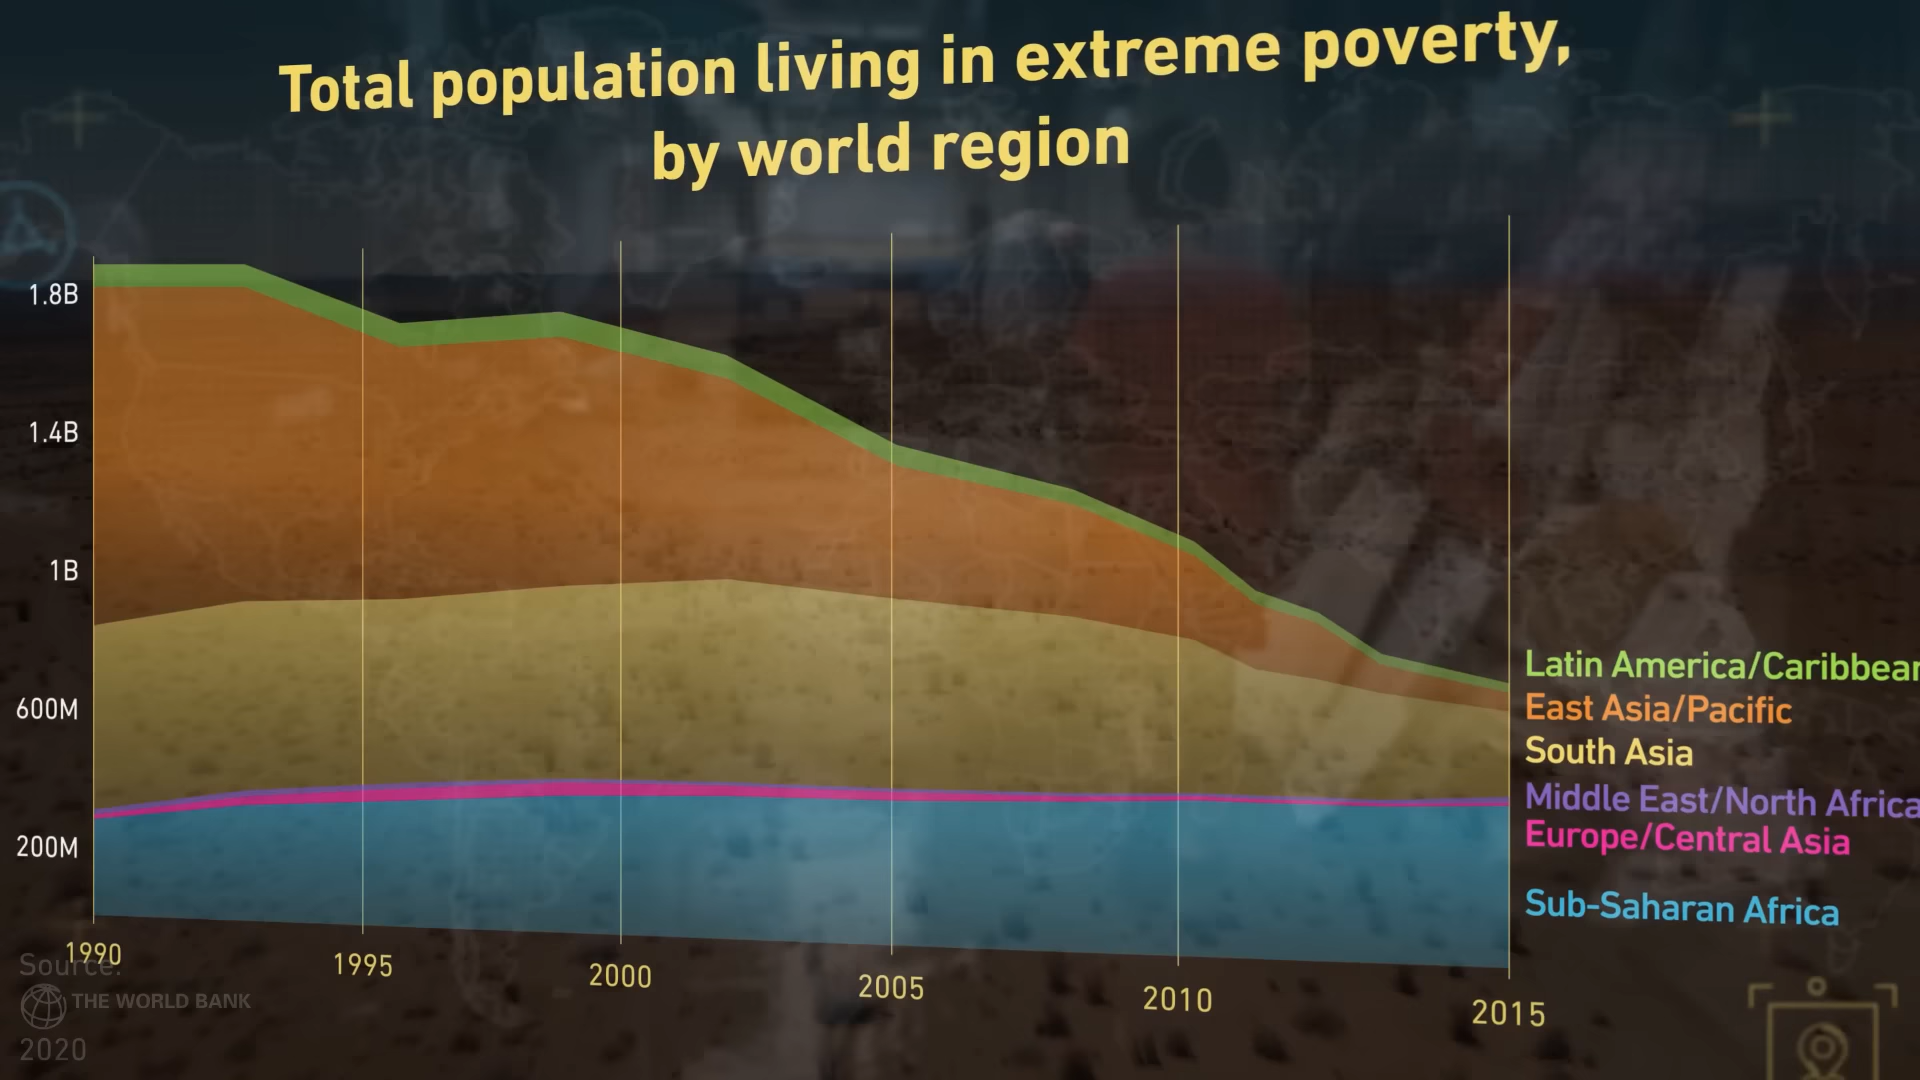 Total population living in extreme poverty,
by world region
1.8B
1.4B
1B
600M
200M
1990
1995
2000
2005
2010
2015
Latin America/Caribbean
East Asia/Pacific
South Asia
Middle East/North Africa
Europe/Central Asia
Sub-Saharan Africa
Source:
THE WORLD BANK
2020